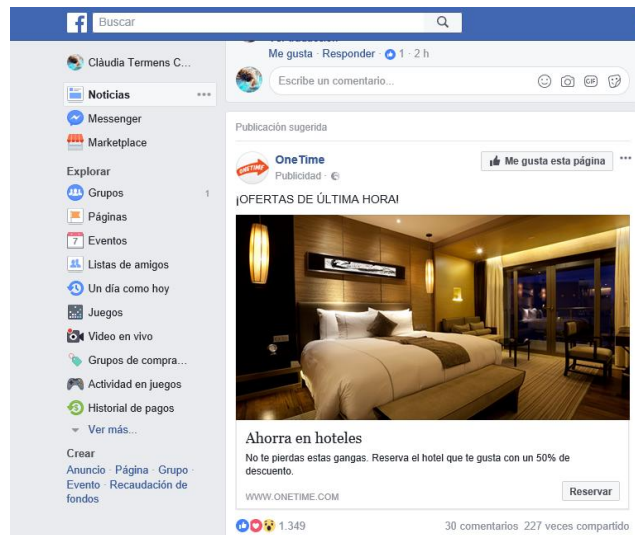 Buscar
Clàudia Termens C...
Noticias
Messenger
Marketplace
Explorar
Grupos 1
Páginas
7 Eventos
Listas de amigos
Un día como hoy
Juegos
Video en vivo
Grupos de compra...
Actividad en juegos
Historial de pagos
Ver más...
Crear
Anuncio · Página · Grupo ·
Evento · Recaudación de
fondos
Me gusta · Responder · 1 · 2 h
Escribe un comentario...
GIF
Publicación sugerida
ONETIME
OneTime
Publicidad ·
Me gusta esta página
¡OFERTAS DE ÚLTIMA HORA!
Ahorra en hoteles
No te pierdas estas gangas. Reserva el hotel que te gusta con un 50% de
descuento.
WWW.ONETIME.COM
Reservar
1.349
30 comentarios 227 veces compartido